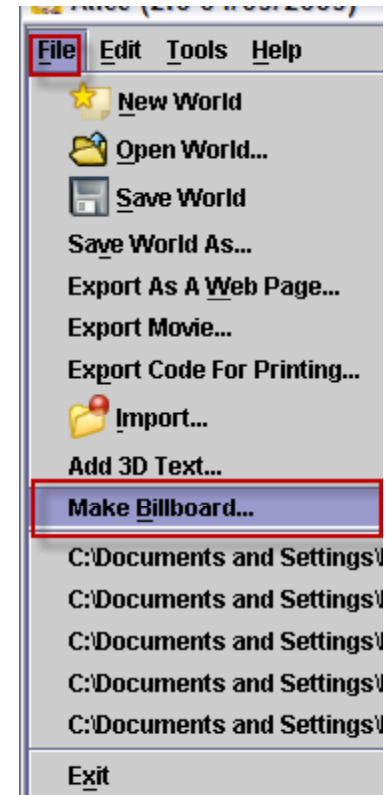 File Edit Tools Help
New World
Open World...
Save World
Save World As...
Export As A Web Page...
Export Movie...
Export Code For Printing...
Import...
Add 3D Text...
Make Billboard...
C:\Documents and Settings\
C:\Documents and Settings\
C:\Documents and Settings\
C:\Documents and Settings\
C:\Documents and Settings\
Exit